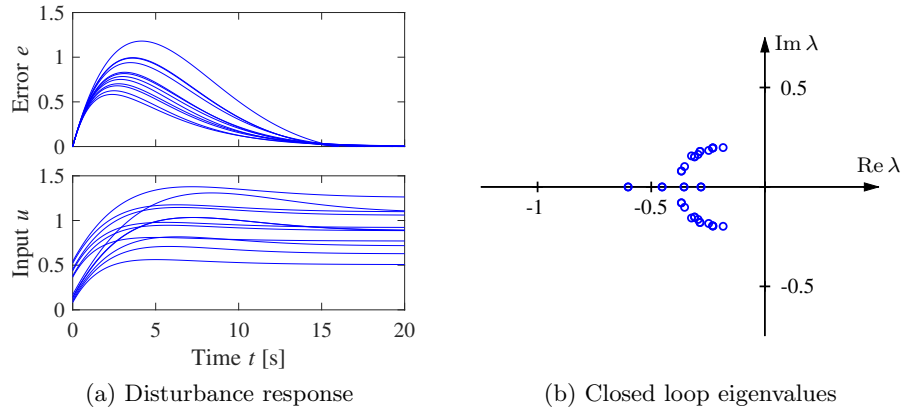 1.5
1
0.5
0
Error e
1.5
1
0.5
0
Input u
0 5 10 15 20
Time t [s]
(a) Disturbance response
Im λ
0.5
Re λ
-1 -0.5
-0.5
(b) Closed loop eigenvalues